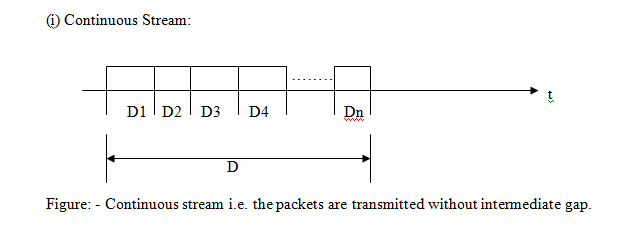 (i) Continuous Stream:
t
D1 D2 D3 D4 Dn
D
Figure: - Continuous stream i.e. the packets are transmitted without intermediate gap.